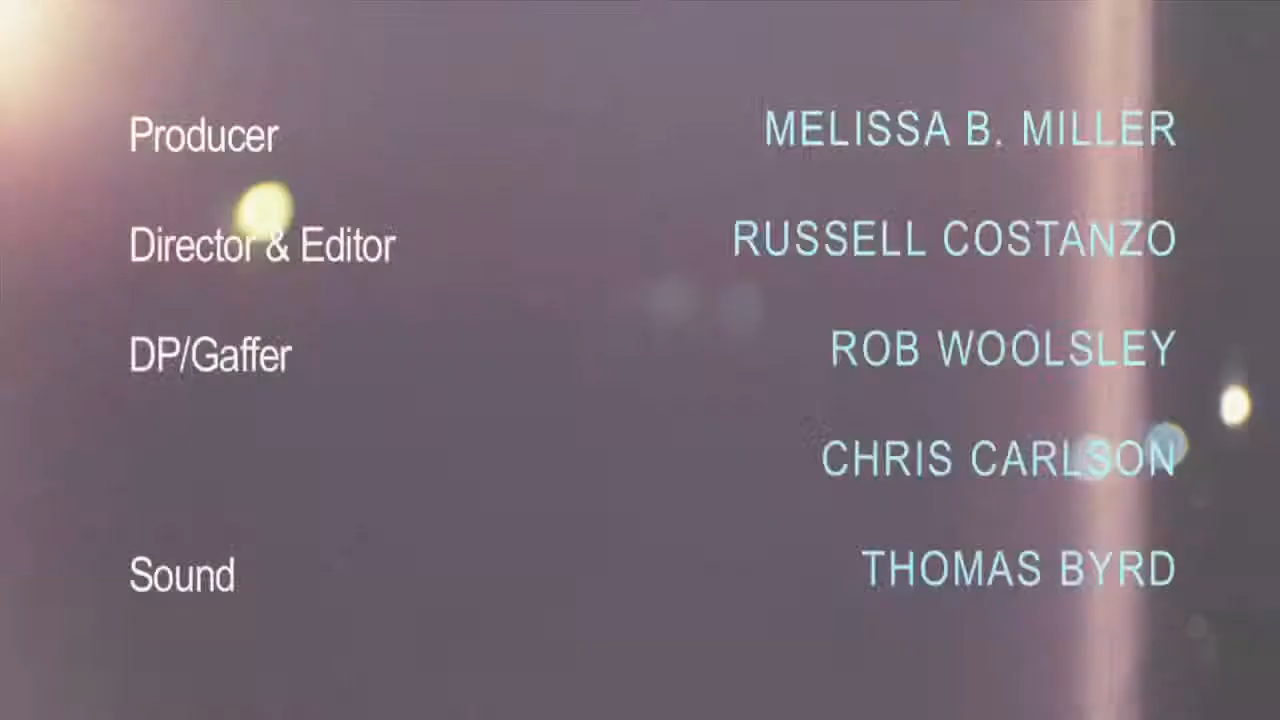 Producer MELISSA B. MILLER
Director & Editor RUSSELL COSTANZO
DP/Gaffer ROB WOOLSLEY
CHRIS CARLSON
Sound THOMAS BYRD